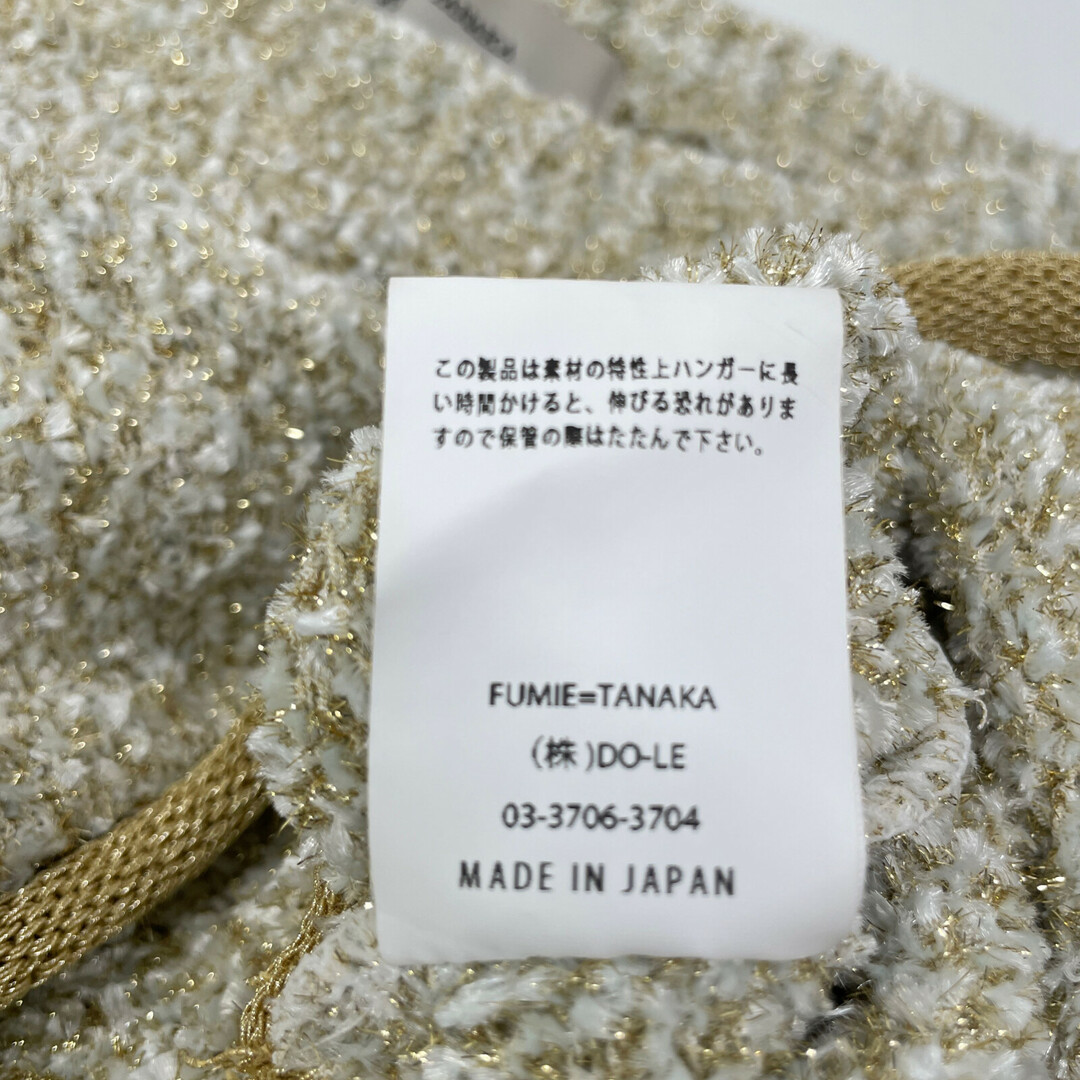 この製品は素材の特性上ハンガーに長
い時間かけると、伸びる恐れがありま
すので保管の際はたたんで下さい。
FUMIE=TANAKA
(株)DO-LE
03-3706-3704
MADE IN JAPAN